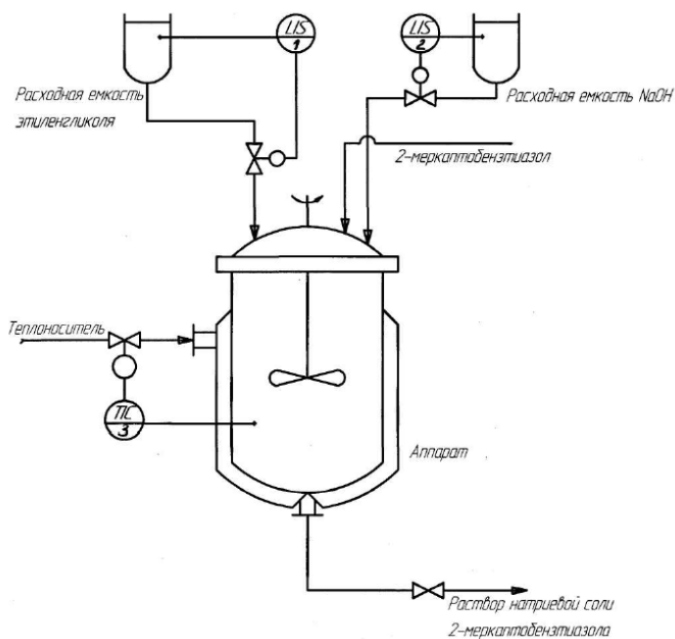 LIS
1
LIS
2
Расходная емкость
этиленгликоля
Расходная емкость NaOH
2-меркаптобензтиазол
Теплоноситель
TIC
3
Аппарат
Раствор натриевой соли
2-меркаптобензтиазола